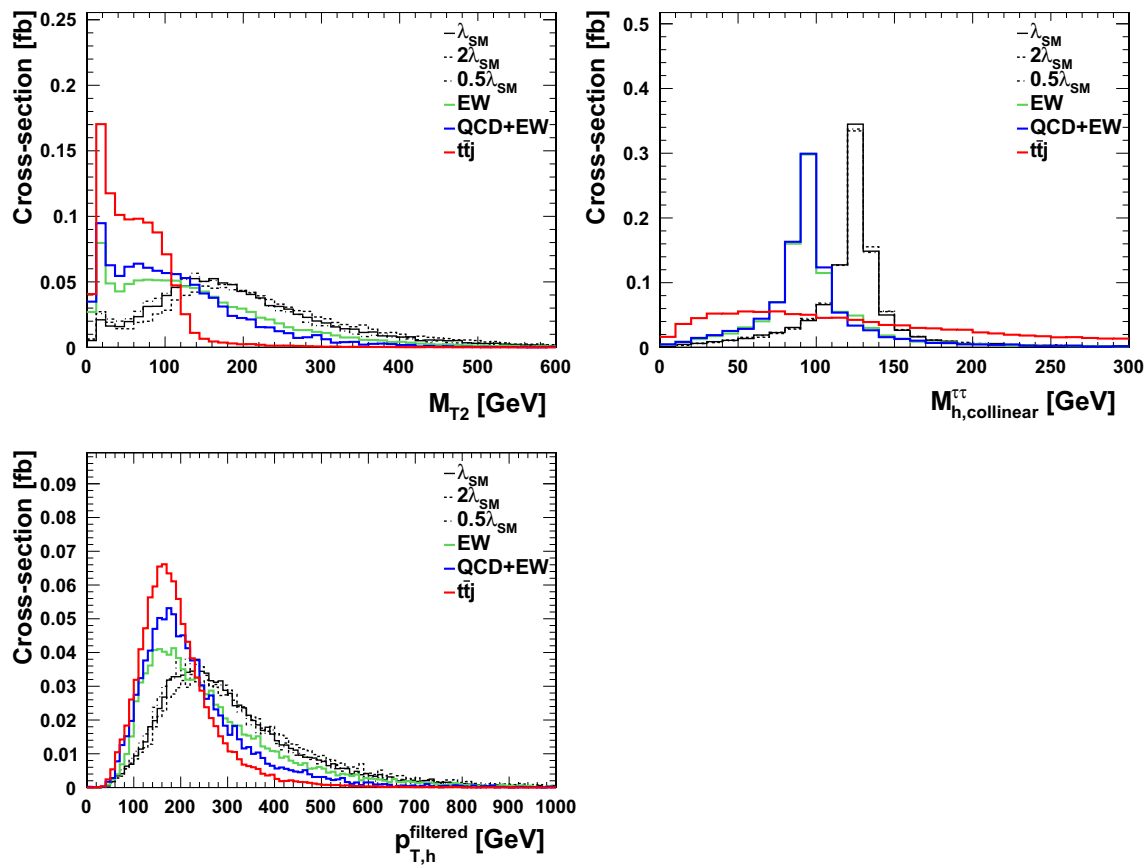 Cross-section [fb]
0.25
0.2
0.15
0.1
0.05
0
λSM
2λSM
0.5λSM
EW
QCD+EW
tt̄j
0 100 200 300 400 500 600
MT2 [GeV]
Cross-section [fb]
0.5
0.4
0.3
0.2
0.1
0
λSM
2λSM
0.5λSM
EW
QCD+EW
tt̄j
0 50 100 150 200 250 300
M^ττ_h,collinear [GeV]
Cross-section [fb]
0.09
0.08
0.07
0.06
0.05
0.04
0.03
0.02
0.01
0
λSM
2λSM
0.5λSM
EW
QCD+EW
tt̄j
0 100 200 300 400 500 600 700 800 900 1000
p^filtered_T,h [GeV]